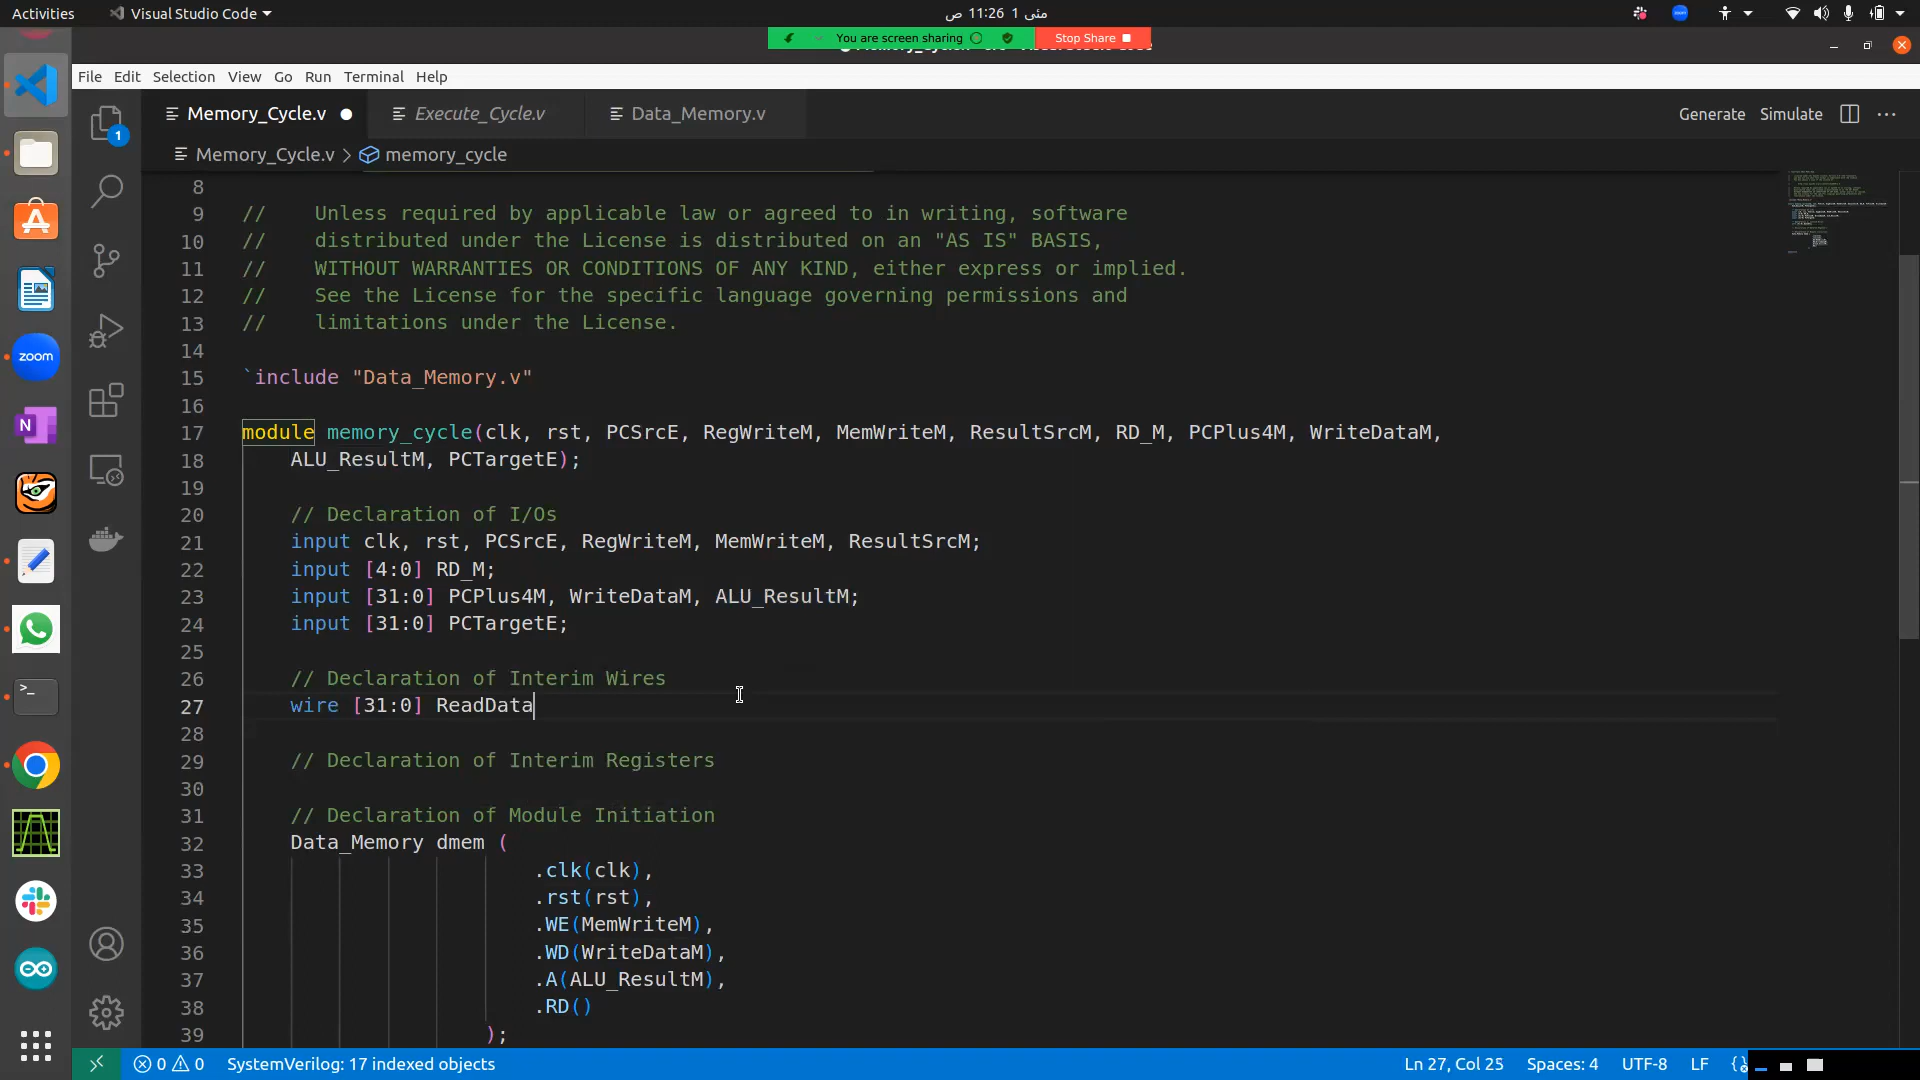 Activities Visual Studio Code مئی 1 11:26 ص
You are screen sharing Stop Share
File Edit Selection View Go Run Terminal Help
Memory_Cycle.v Execute_Cycle.v Data_Memory.v Generate Simulate
Memory_Cycle.v > memory_cycle
8
9 // Unless required by applicable law or agreed to in writing, software
10 // distributed under the License is distributed on an "AS IS" BASIS,
11 // WITHOUT WARRANTIES OR CONDITIONS OF ANY KIND, either express or implied.
12 // See the License for the specific language governing permissions and
13 // limitations under the License.
14
15 `include "Data_Memory.v"
16
17 module memory_cycle(clk, rst, PCSrcE, RegWriteM, MemWriteM, ResultSrcM, RD_M, PCPlus4M, WriteDataM,
18 ALU_ResultM, PCTargetE);
19
20 // Declaration of I/Os
21 input clk, rst, PCSrcE, RegWriteM, MemWriteM, ResultSrcM;
22 input [4:0] RD_M;
23 input [31:0] PCPlus4M, WriteDataM, ALU_ResultM;
24 input [31:0] PCTargetE;
25
26 // Declaration of Interim Wires
27 wire [31:0] ReadData
28
29 // Declaration of Interim Registers
30
31 // Declaration of Module Initiation
32 Data_Memory dmem (
33 .clk(clk),
34 .rst(rst),
35 .WE(MemWriteM),
36 .WD(WriteDataM),
37 .A(ALU_ResultM),
38 .RD()
39 );
0 0 SystemVerilog: 17 indexed objects Ln 27, Col 25 Spaces: 4 UTF-8 LF
1
zoom
N